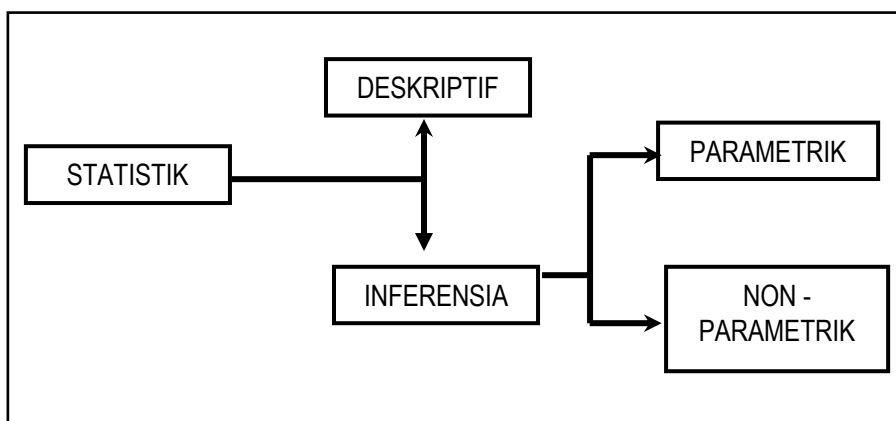 DESKRIPTIF
STATISTIK
PARAMETRIK
INFERENSIA
NON -
PARAMETRIK